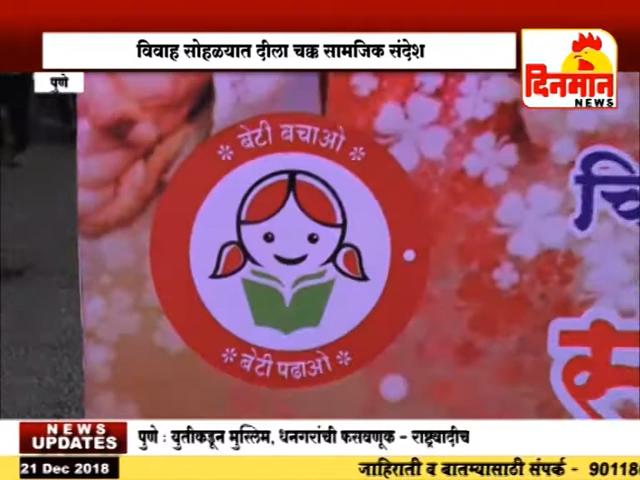 विवाह सोहळयात दीला चक्क सामजिक संदेश
दिनमान
NEWS
पुणे
बेटी बचाओ
बेटी पढाओ
NEWS
UPDATES
पुणे : युतीकडून मुस्लिम, धनगरांची फसवणूक - राष्ट्रवादीच
21 Dec 2018
जाहिराती व बातम्यासाठी संपर्क - 90118